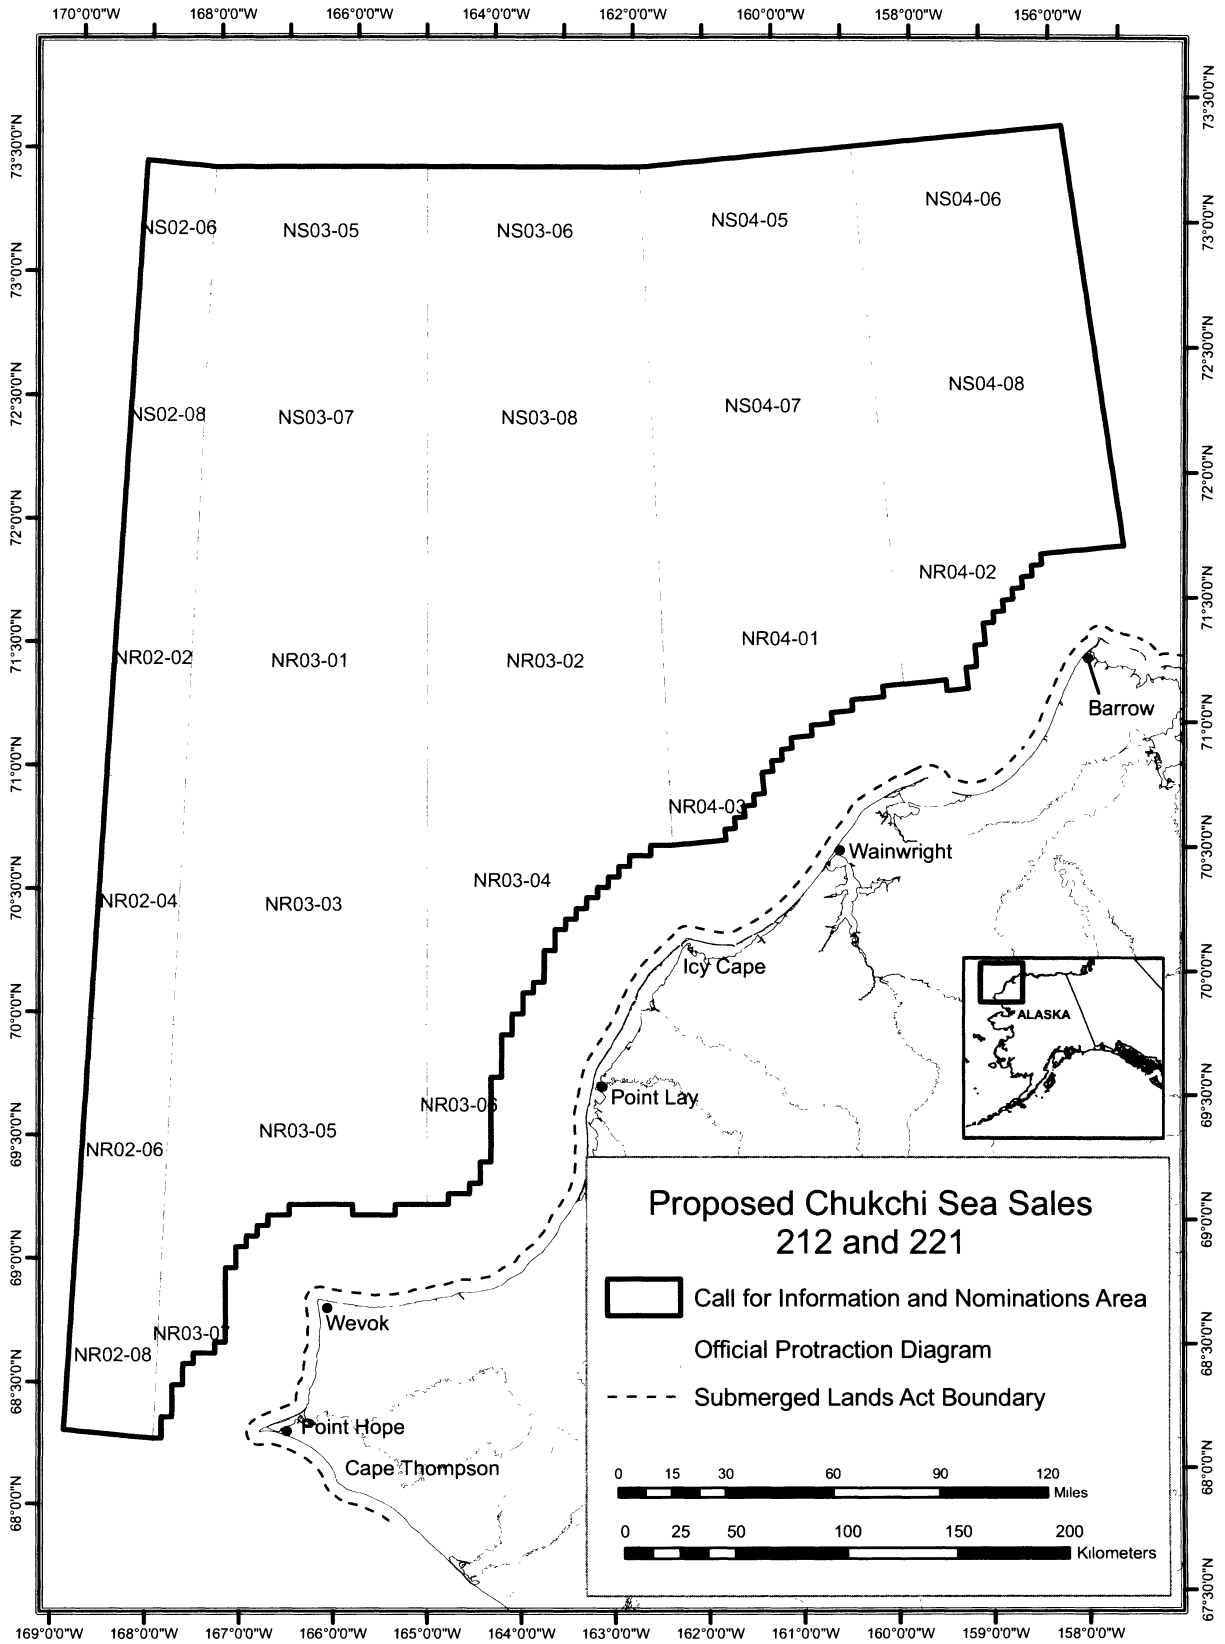 170°0'0"W 168°0'0"W 166°0'0"W 164°0'0"W 162°0'0"W 160°0'0"W 158°0'0"W 156°0'0"W
73°30'0"N
73°0'0"N
72°30'0"N
72°0'0"N
71°30'0"N
71°0'0"N
70°30'0"N
70°0'0"N
69°30'0"N
69°0'0"N
68°30'0"N
68°0'0"N
73°30'0"N
73°0'0"N
72°30'0"N
72°0'0"N
71°30'0"N
71°0'0"N
70°30'0"N
70°0'0"N
69°30'0"N
69°0'0"N
68°30'0"N
68°0'0"N
67°30'0"N
NS02-06 NS03-05 NS03-06 NS04-05 NS04-06
NS02-08 NS03-07 NS03-08 NS04-07 NS04-08
NR04-02
NR02-02 NR03-01 NR03-02 NR04-01
Barrow
NR04-03
Wainwright
NR02-04 NR03-03 NR03-04
Icy Cape
ALASKA
Point Lay
NR02-06 NR03-05 NR03-06
Wevok
NR02-08 NR03-07
Point Hope
Cape Thompson
Proposed Chukchi Sea Sales
212 and 221
Call for Information and Nominations Area
Official Protraction Diagram
Submerged Lands Act Boundary
0 15 30 60 90 120
Miles
0 25 50 100 150 200
Kilometers
169°0'0"W 168°0'0"W 167°0'0"W 166°0'0"W 165°0'0"W 164°0'0"W 163°0'0"W 162°0'0"W 161°0'0"W 160°0'0"W 159°0'0"W 158°0'0"W